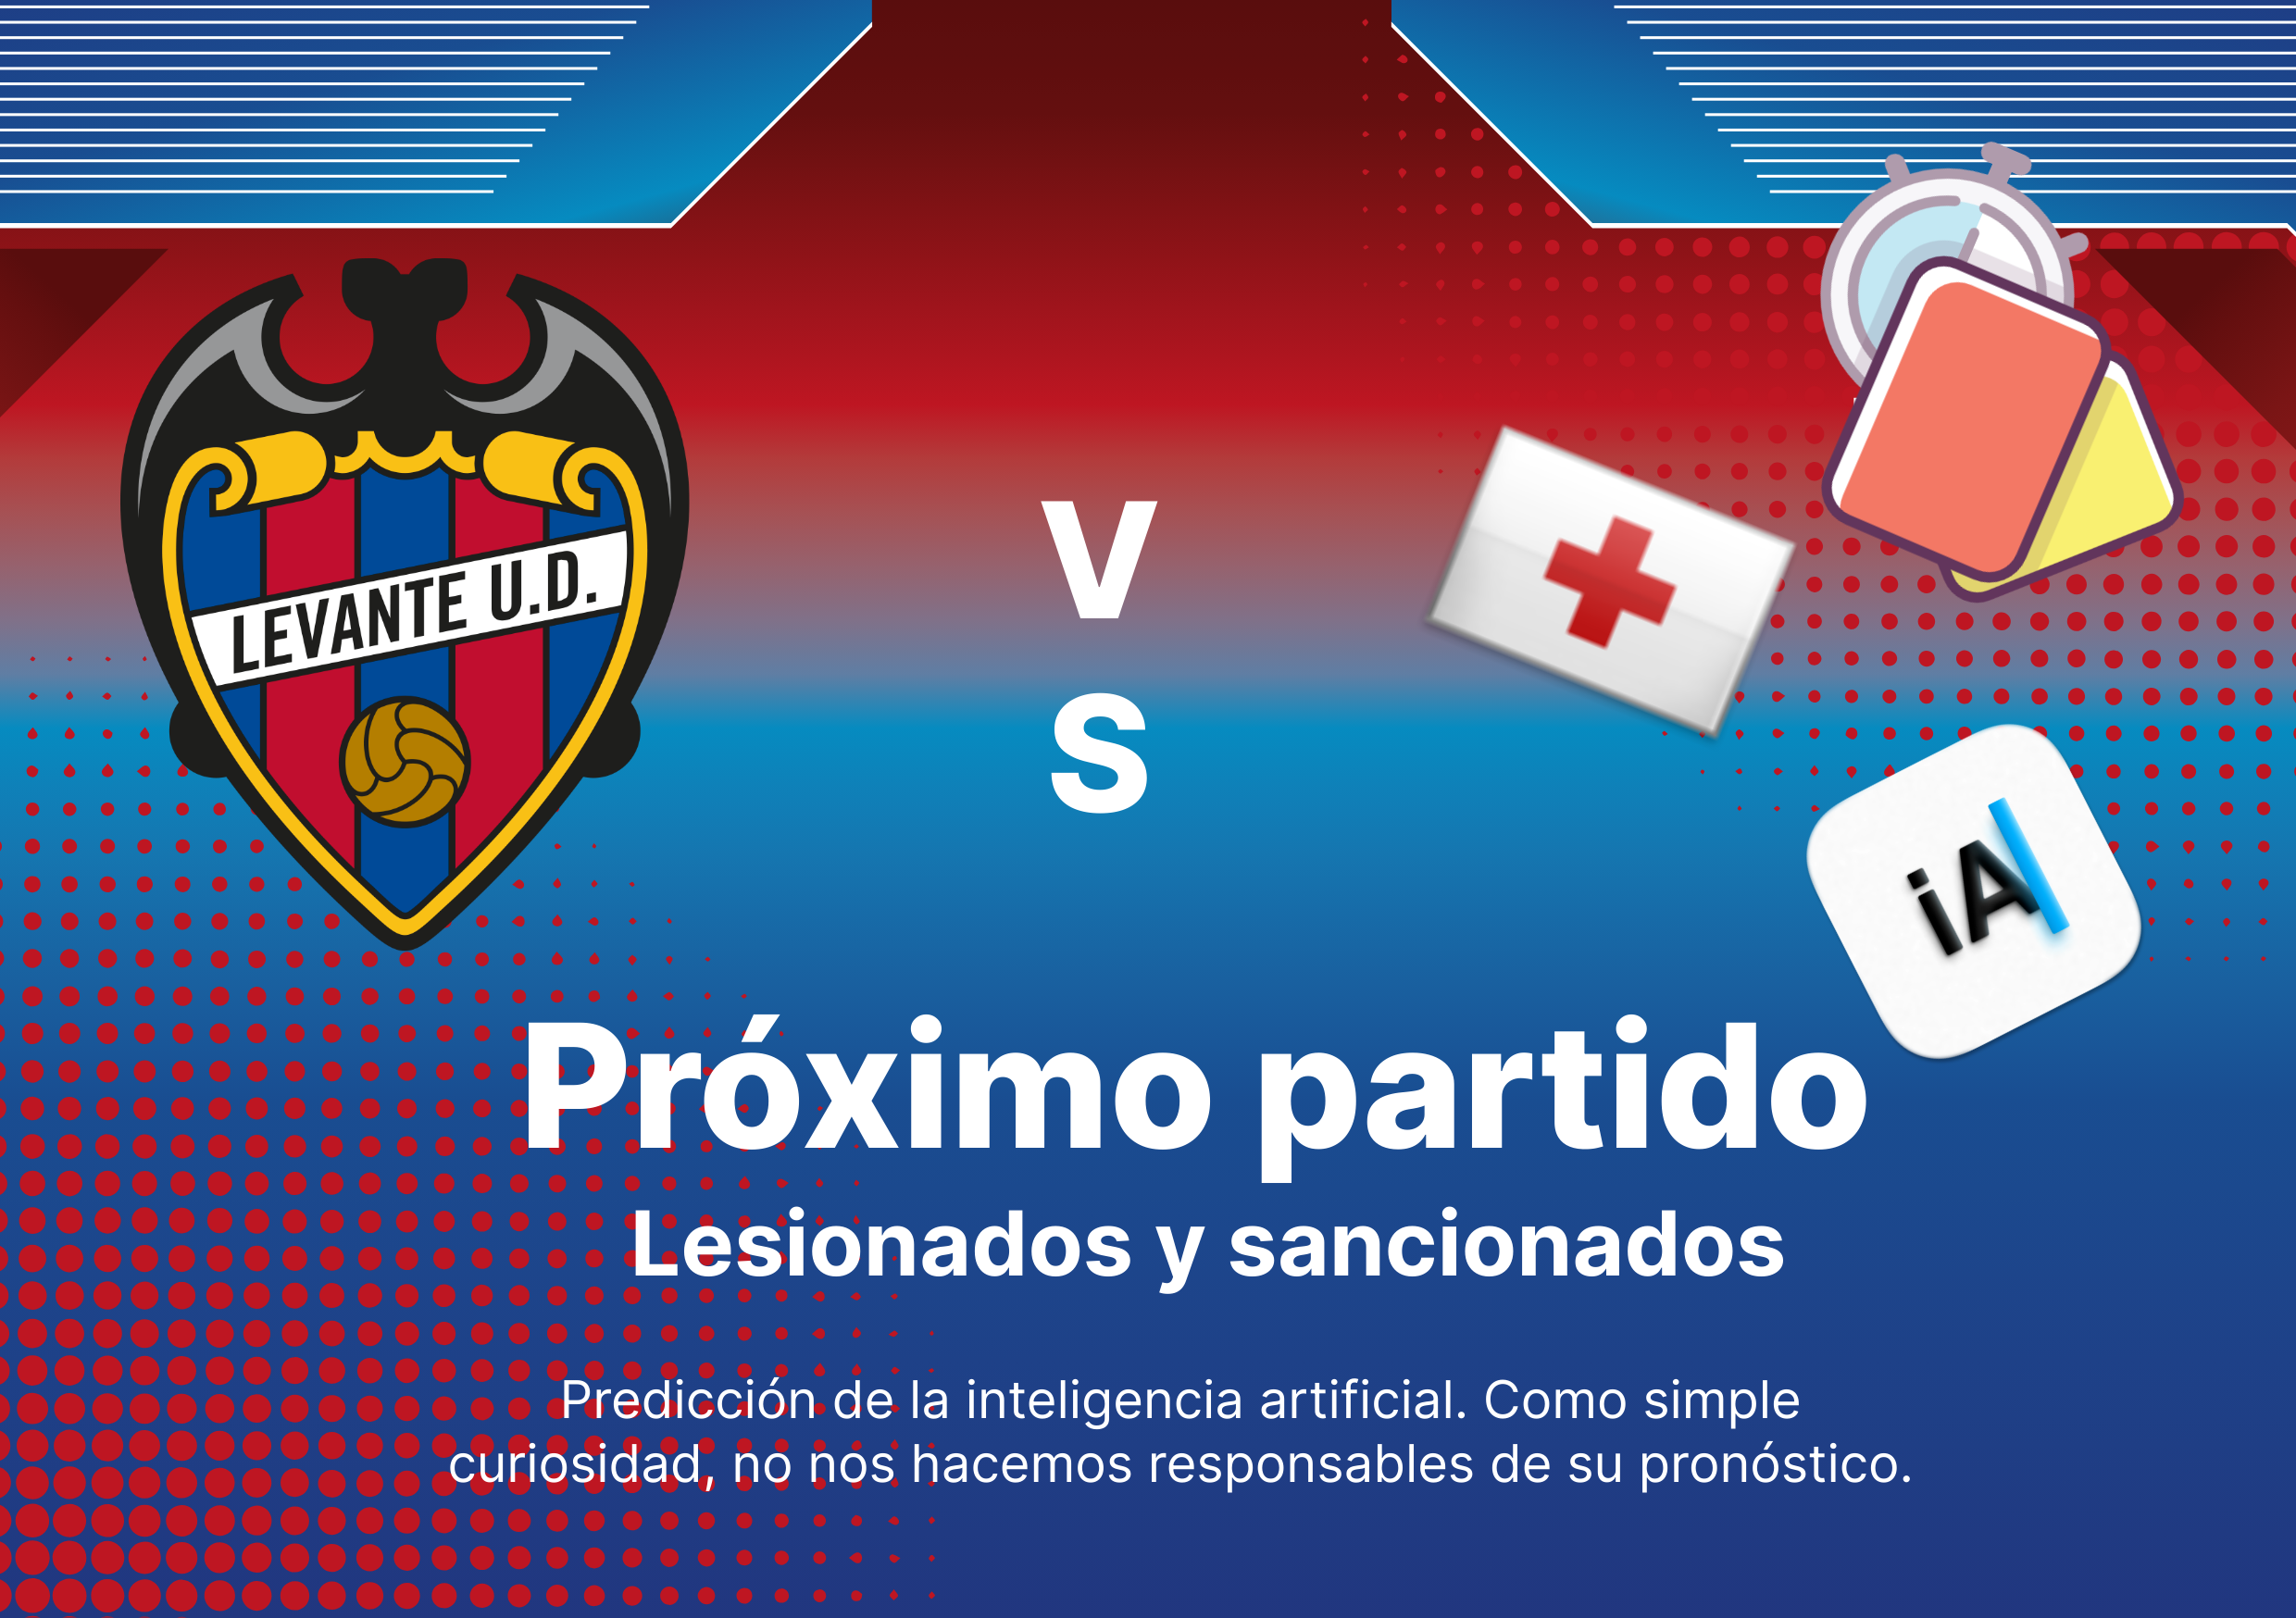 LEVANTE U.D.
V
S
iA
Próximo partido
Lesionados y sancionados
Predicción de la inteligencia artificial. Como simple
curiosidad, no nos hacemos responsables de su pronóstico.